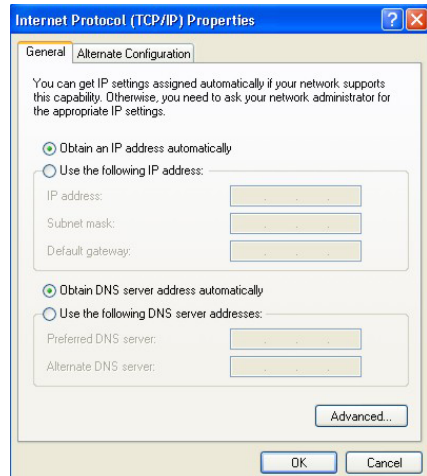 Internet Protocol (TCP/IP) Properties
General Alternate Configuration
You can get IP settings assigned automatically if your network supports
this capability. Otherwise, you need to ask your network administrator for
the appropriate IP settings.
Obtain an IP address automatically
Use the following IP address:
IP address:
Subnet mask:
Default gateway:
Obtain DNS server address automatically
Use the following DNS server addresses:
Preferred DNS server:
Alternate DNS server:
Advanced...
OK Cancel